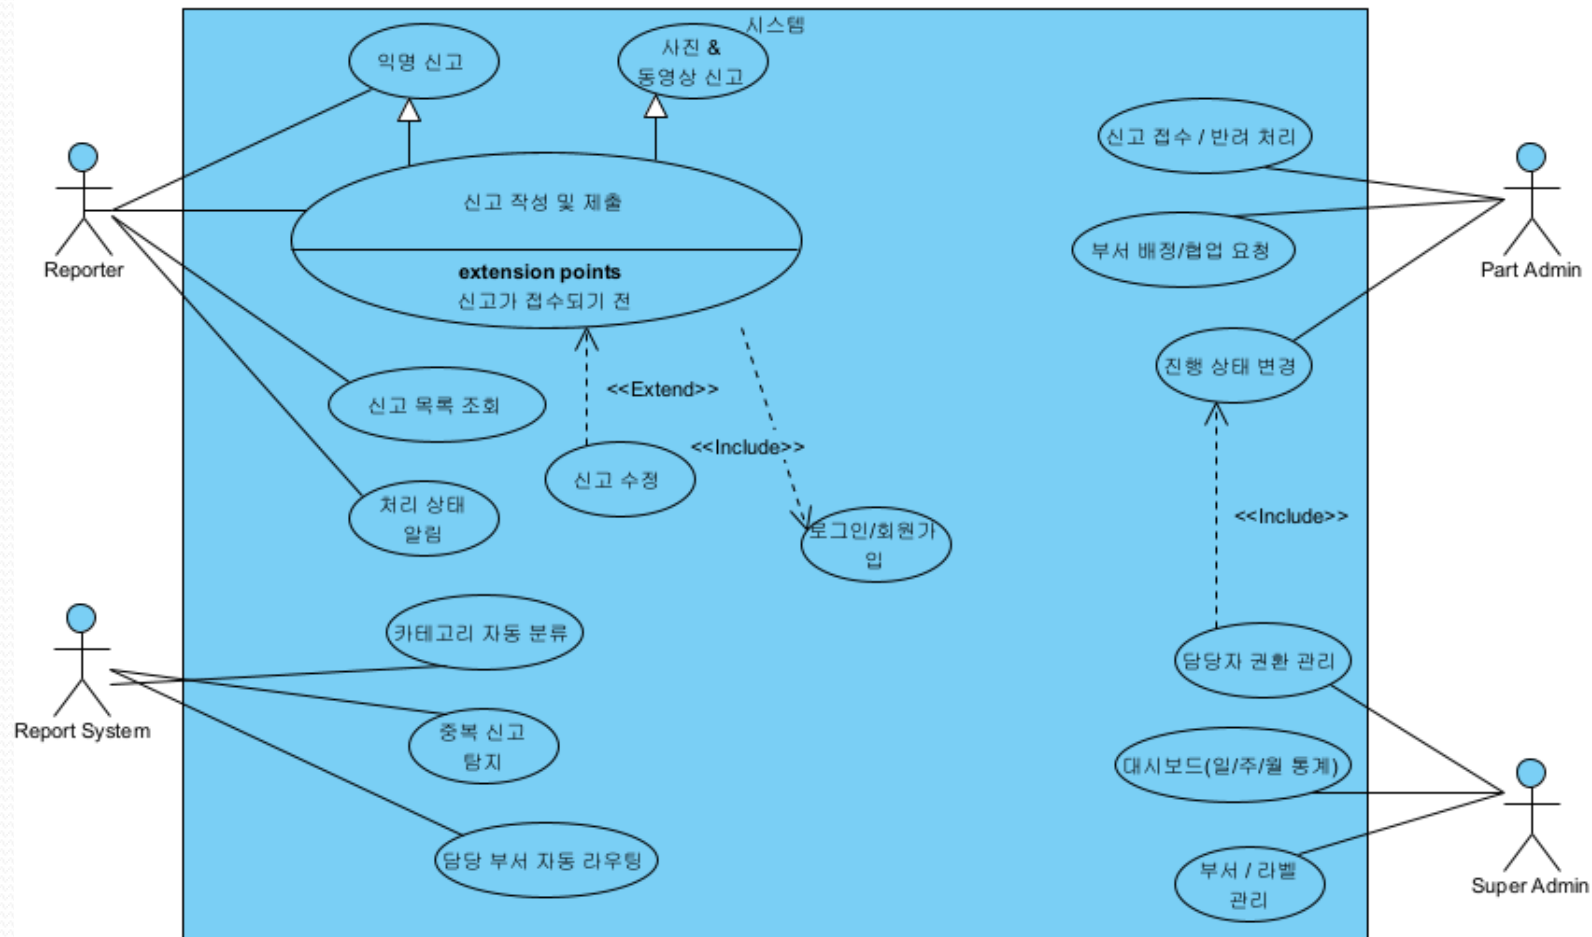 시스템
익명 신고
사진 &
동영상 신고
신고 작성 및 제출
extension points
신고가 접수되기 전
Reporter
신고 접수 / 반려 처리
부서 배정/협업 요청
Part Admin
진행 상태 변경
<<Extend>>
신고 목록 조회
<<Include>>
신고 수정
처리 상태
알림
로그인/회원가
입
<<Include>>
카테고리 자동 분류
담당자 권환 관리
Report System
중복 신고
탐지
대시보드(일/주/월 통계)
담당 부서 자동 라우팅
부서 / 라벨
관리
Super Admin